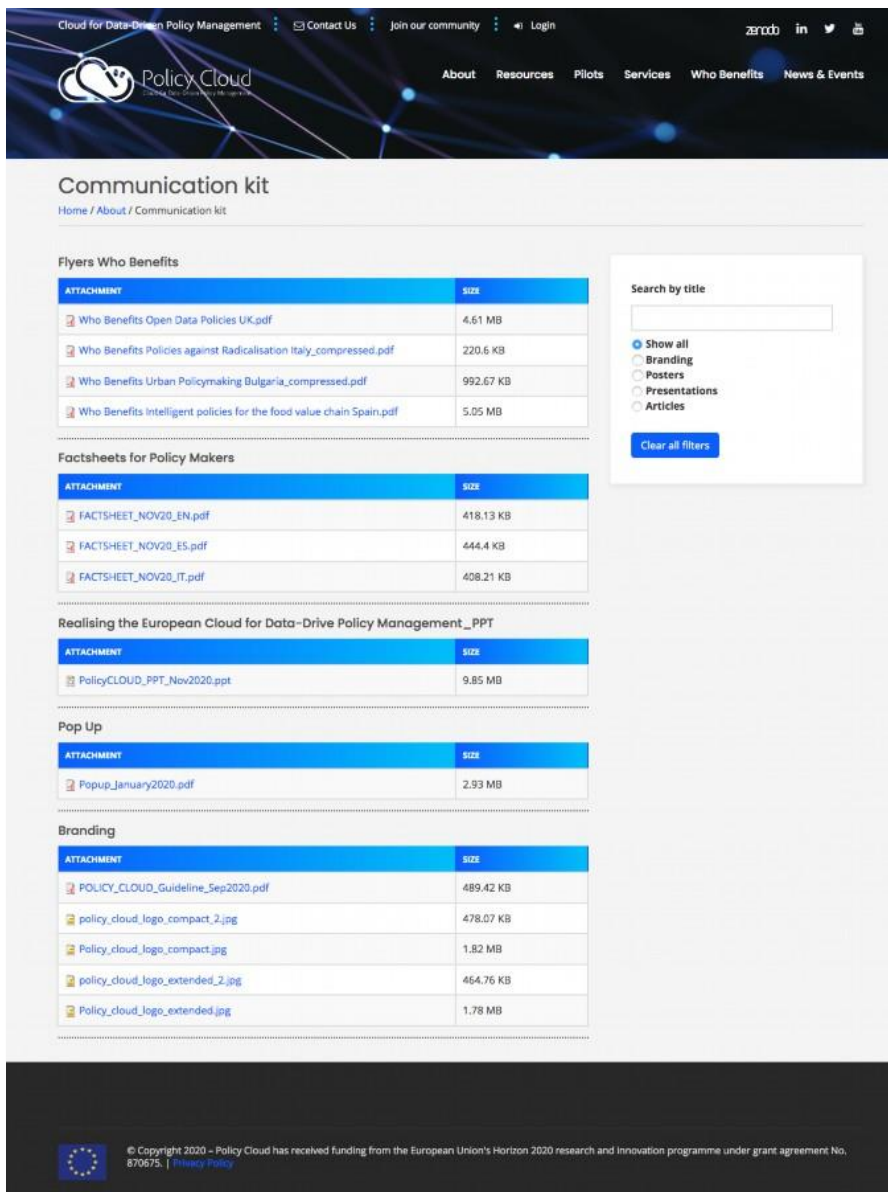 Cloud for Data-Driven Policy Management
Contact Us
Join our community
Login
zenodo
in
Policy Cloud
Cloud for Data-Driven Policy Management
About Resources Pilots Services Who Benefits News & Events
Communication kit
Home / About / Communication kit
Flyers Who Benefits
ATTACHMENT SIZE
Who Benefits Open Data Policies UK.pdf 4.61 MB
Who Benefits Policies against Radicalisation Italy_compressed.pdf 220.6 KB
Who Benefits Urban Policymaking Bulgaria_compressed.pdf 992.67 KB
Who Benefits Intelligent policies for the food value chain Spain.pdf 5.05 MB
Factsheets for Policy Makers
ATTACHMENT SIZE
FACTSHEET_NOV20_EN.pdf 418.13 KB
FACTSHEET_NOV20_ES.pdf 444.4 KB
FACTSHEET_NOV20_IT.pdf 408.21 KB
Realising the European Cloud for Data-Drive Policy Management_PPT
ATTACHMENT SIZE
PolicyCLOUD_PPT_Nov2020.ppt 9.85 MB
Pop Up
ATTACHMENT SIZE
Popup_January2020.pdf 2.93 MB
Branding
ATTACHMENT SIZE
POLICY_CLOUD_Guideline_Sep2020.pdf 489.42 KB
policy_cloud_logo_compact_2.jpg 478.07 KB
Policy_cloud_logo_compact.jpg 1.82 MB
policy_cloud_logo_extended_2.jpg 464.76 KB
Policy_cloud_logo_extended.jpg 1.78 MB
Search by title
Show all
Branding
Posters
Presentations
Articles
Clear all filters
© Copyright 2020 – Policy Cloud has received funding from the European Union's Horizon 2020 research and innovation programme under grant agreement No.
870675. | Privacy Policy